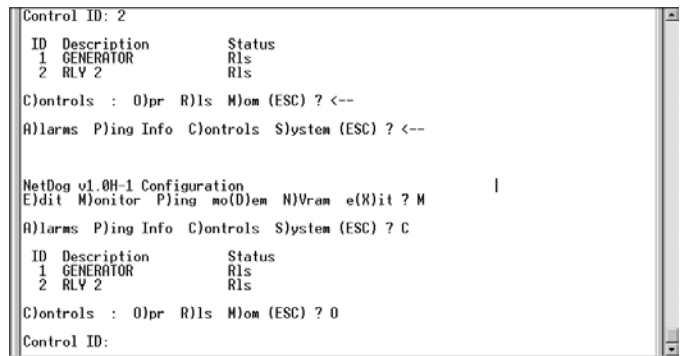 Control ID: 2
ID Description Status
1 GENERATOR Rls
2 RLY 2 Rls
C)ontrols : O)pr R)ls M)om (ESC) ? <--
A)larms P)ing Info C)ontrols S)ystem (ESC) ? <--
NetDog v1.0H-1 Configuration
E)dit M)onitor P)ing mo(D)em N)Vram e(X)it ? M
A)larms P)ing Info C)ontrols S)ystem (ESC) ? C
ID Description Status
1 GENERATOR Rls
2 RLY 2 Rls
C)ontrols : O)pr R)ls M)om (ESC) ? O
Control ID: